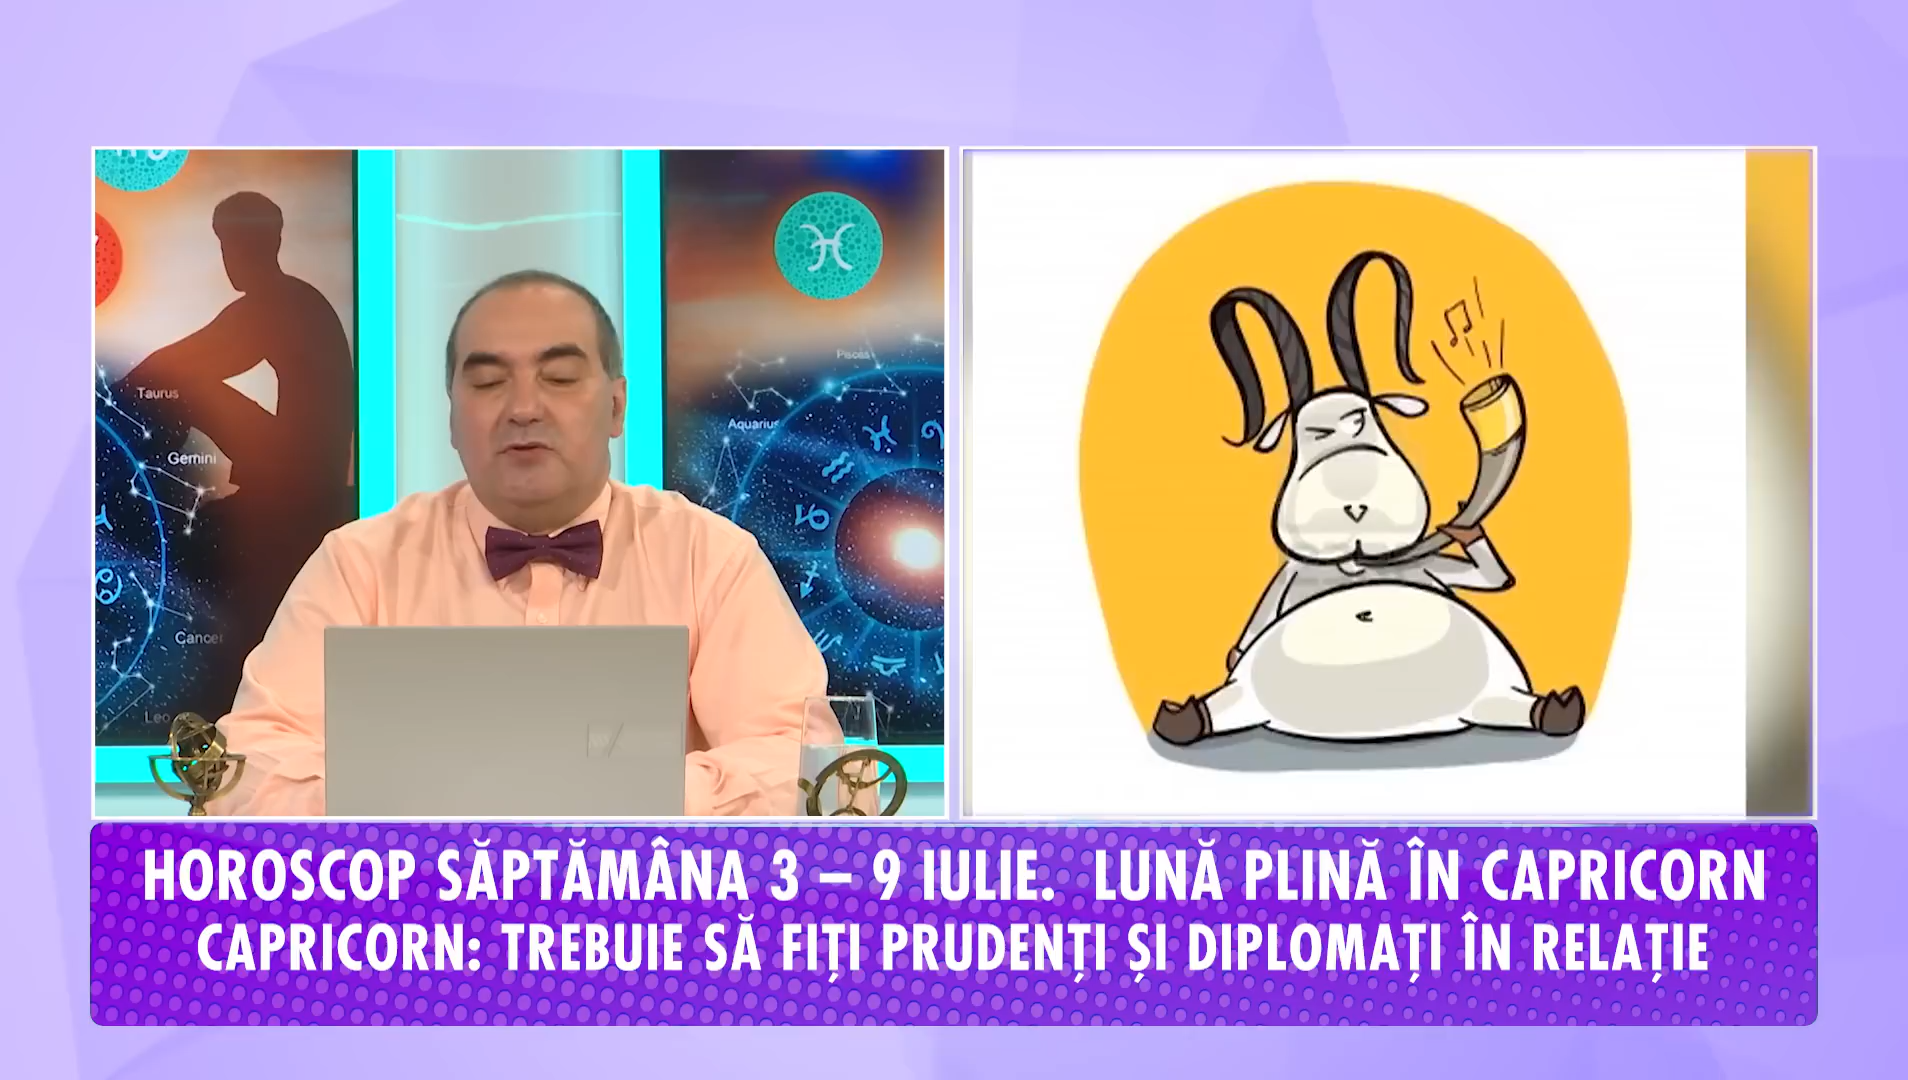 Pisces
Taurus
Aquarius
Gemini
Cancer
Leo
HOROSCOP SĂPTĂMÂNA 3 – 9 IULIE. LUNĂ PLINĂ ÎN CAPRICORN
CAPRICORN: TREBUIE SĂ FIȚI PRUDENȚI ȘI DIPLOMAȚI ÎN RELAȚIE